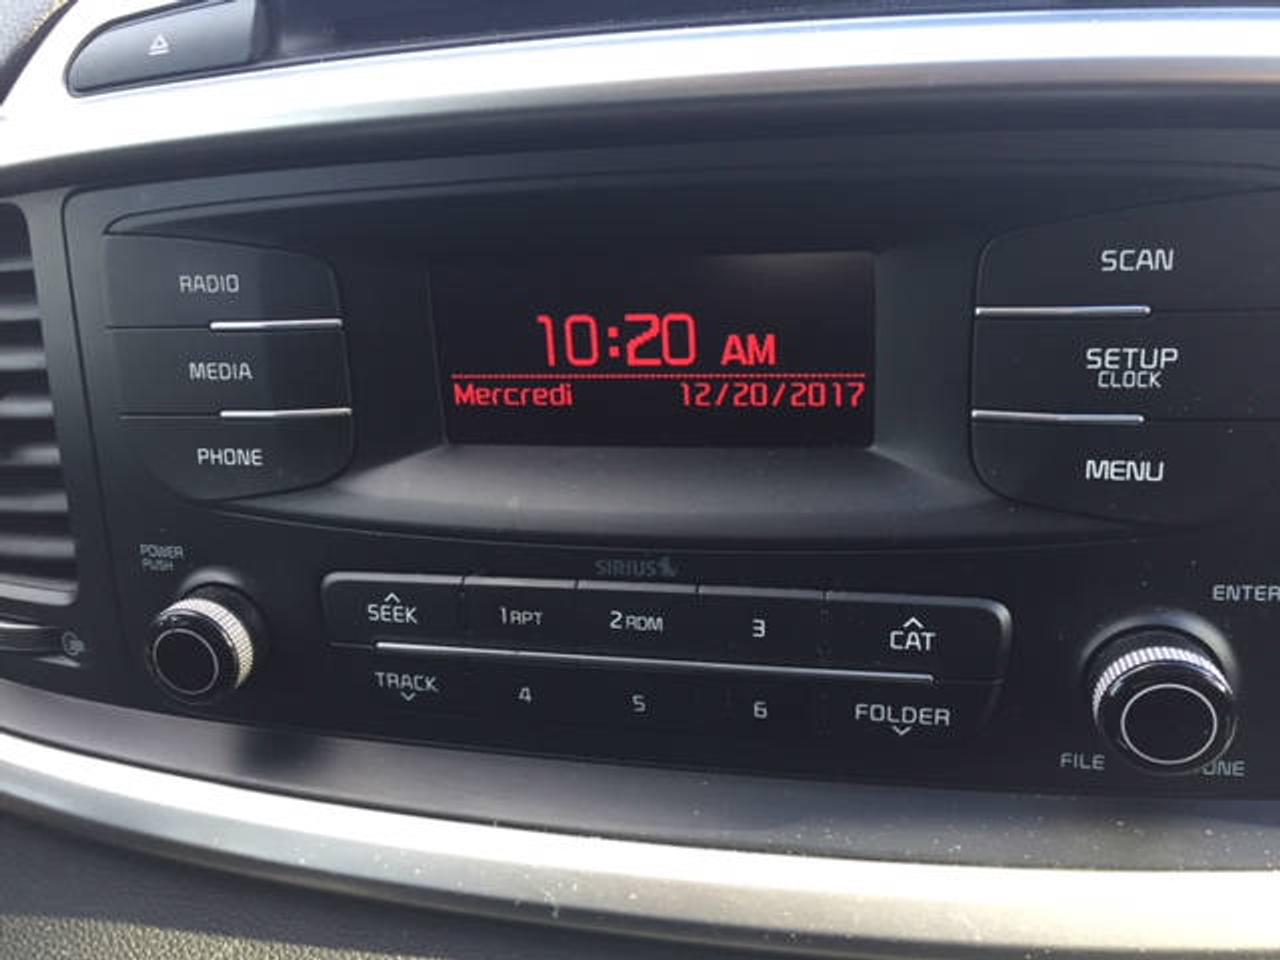 RADIO
MEDIA
PHONE
10:20 AM
Mercredi 12/20/2017
SCAN
SETUP
CLOCK
MENU
POWER
PUSH
SIRIUS
SEEK 1 RPT 2 RDM 3 CAT
TRACK 4 5 6 FOLDER
ENTER
FILE